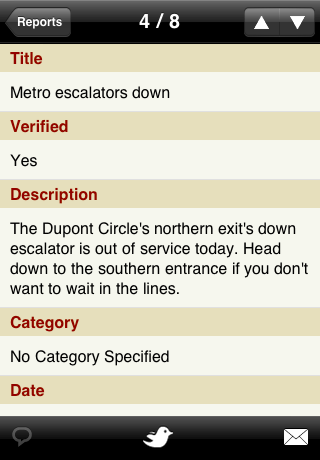 Reports
4 / 8
Title
Metro escalators down
Verified
Yes
Description
The Dupont Circle's northern exit's down
escalator is out of service today. Head
down to the southern entrance if you don't
want to wait in the lines.
Category
No Category Specified
Date